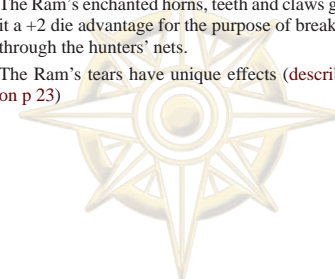 The Ram’s enchanted horns, teeth and claws g
it a +2 die advantage for the purpose of break
through the hunters’ nets.
The Ram’s tears have unique effects (describ
on p 23)